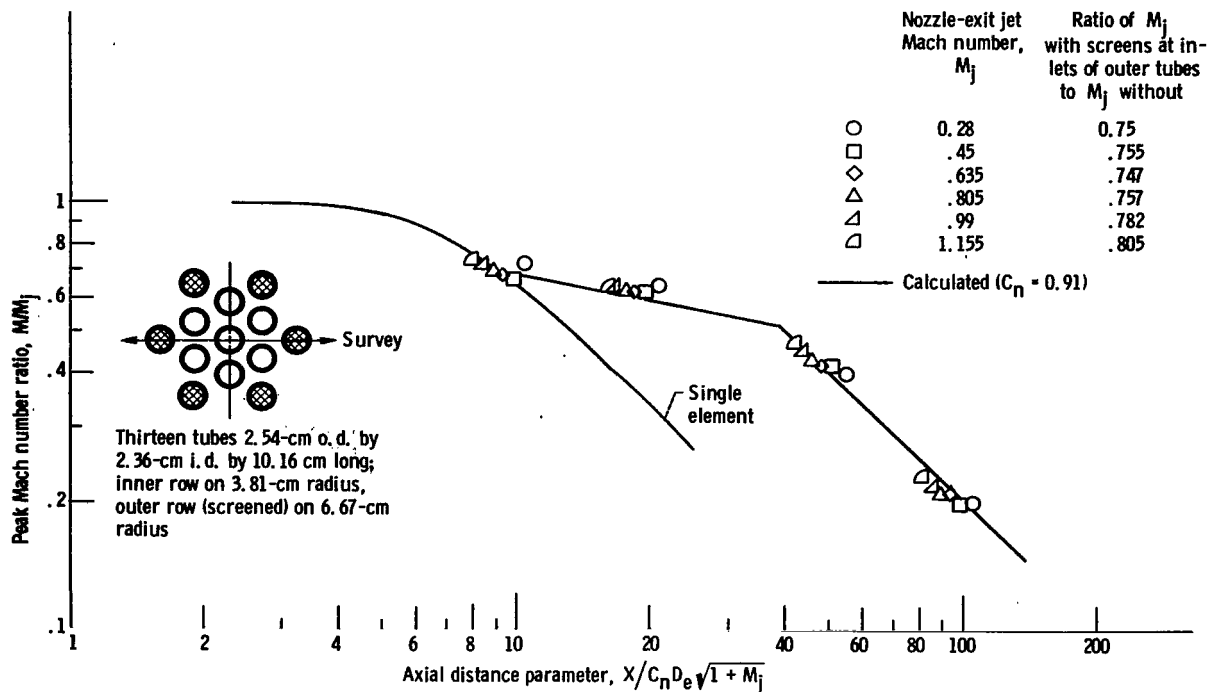 Nozzle-exit jet
Mach number,
Mj
Ratio of Mj
with screens at in-
lets of outer tubes
to Mj without
0.28 0.75
.45 .755
.635 .747
.805 .757
.99 .782
1.155 .805
Calculated (Cn = 0.91)
Peak Mach number ratio, M/Mj
1
.8
.6
.4
.2
.1
Survey
Single
element
Thirteen tubes 2.54-cm o.d. by
2.36-cm i.d. by 10.16 cm long;
inner row on 3.81-cm radius,
outer row (screened) on 6.67-cm
radius
1 2 4 6 8 10 20 40 60 80 100 200
Axial distance parameter, X/CnDe√1 + Mj